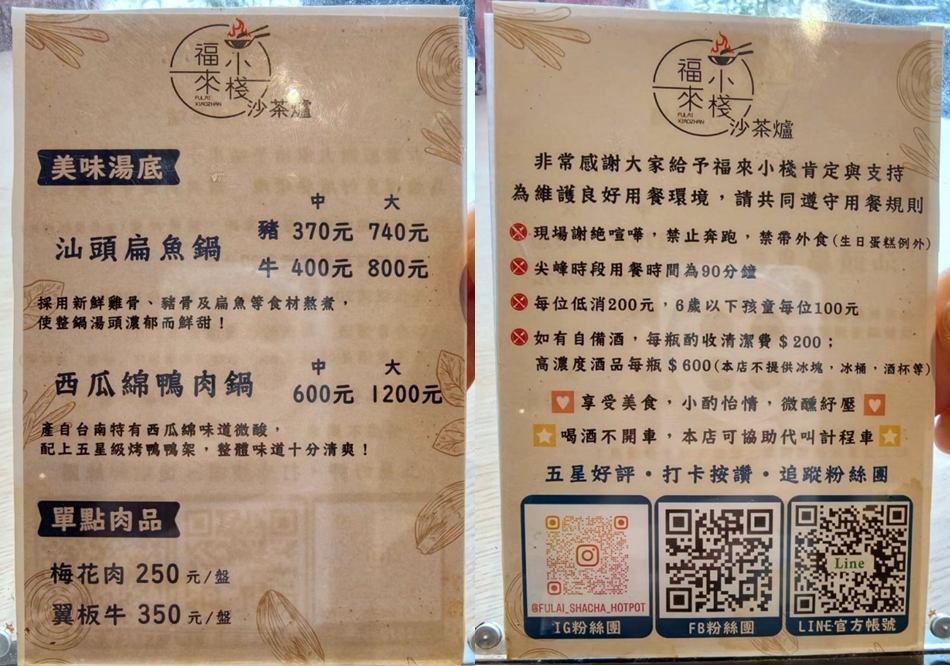 福來小棧
FULAI
XIAOZHAN
沙茶爐
美味湯底
中 大
汕頭扁魚鍋
豬 370元 740元
牛 400元 800元
採用新鮮雞骨、豬骨及扁魚等食材熬煮，
使整鍋湯頭濃郁而鮮甜！
中 大
西瓜綿鴨肉鍋 600元 1200元
產自台南特有西瓜綿味道微酸，
配上五星級烤鴨鴨架，整體味道十分清爽！
單點肉品
梅花肉 250 元/盤
翼板牛 350 元/盤
福來小棧
FULAI
XIAOZHAN
沙茶爐
非常感謝大家給予福來小棧肯定與支持
為維護良好用餐環境，請共同遵守用餐規則
現場謝絕喧嘩，禁止奔跑，禁帶外食(生日蛋糕例外)
尖峰時段用餐時間為90分鐘
每位低消200元，6歲以下孩童每位100元
如有自備酒，每瓶酌收清潔費＄200；
高濃度酒品每瓶＄600(本店不提供冰塊，冰桶，酒杯等)
享受美食，小酌怡情，微醺紓壓
喝酒不開車，本店可協助代叫計程車
五星好評・打卡按讚・追蹤粉絲團
@FULAI_SHACHA_HOTPOT
Line
IG粉絲團 FB粉絲團 LINE官方帳號